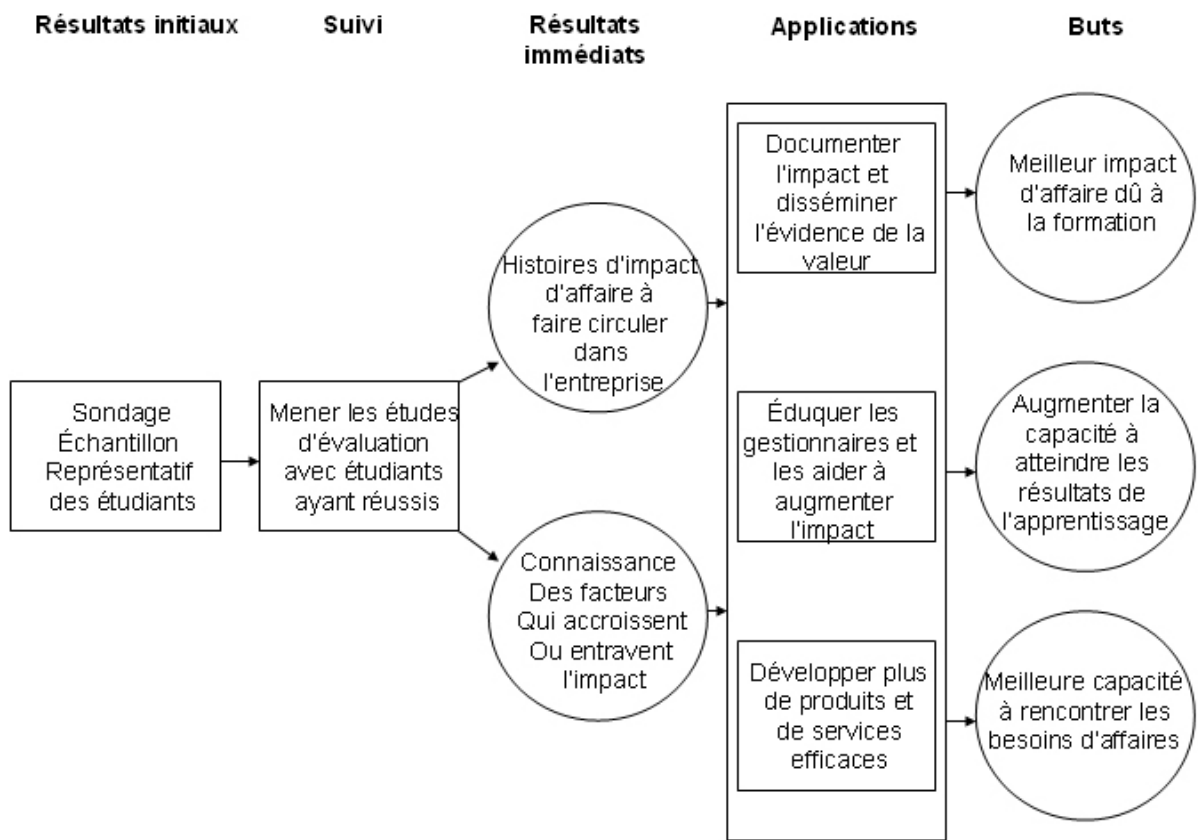 Résultats initiaux
Suivi
Résultats
immédiats
Applications
Buts
Sondage
Échantillon
Représentatif
des étudiants
Mener les études
d'évaluation
avec étudiants
ayant réussis
Histoires d'impact
d'affaire à
faire circuler
dans
l'entreprise
Connaissance
Des facteurs
Qui accroissent
Ou entravent
l'impact
Documenter
l'impact et
disséminer
l'évidence de la
valeur
Éduquer les
gestionnaires et
les aider à
augmenter
l'impact
Développer plus
de produits et
de services
efficaces
Meilleur impact
d'affaire dû à
la formation
Augmenter la
capacité à
atteindre les
résultats de
l'apprentissage
Meilleure capacité
à rencontrer les
besoins d'affaires